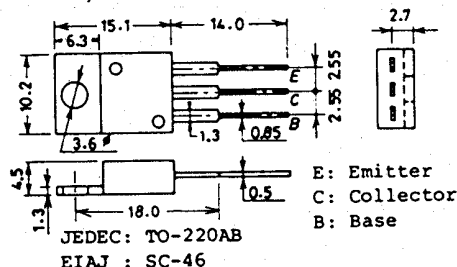 15.1
14.0
6.3
2.7
10.2
E
C
B
2.55
2.55
1.3
0.85
3.6
4.5
1.3
18.0
0.5
E: Emitter
C: Collector
B: Base
JEDEC: TO-220AB
EIAJ : SC-46